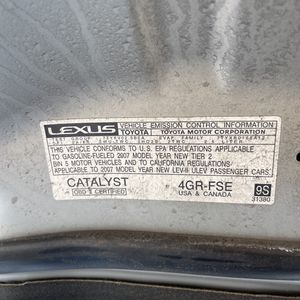 LEXUS VEHICLE EMISSION CONTROL INFORMATION
TOYOTA TOYOTA MOTOR CORPORATION
THIS VEHICLE CONFORMS TO U.S. EPA REGULATIONS APPLICABLE
TO GASOLINE-FUELED 2007 MODEL YEAR NEW TIER 2
BIN 5 MOTOR VEHICLES AND TO CALIFORNIA REGULATIONS
APPLICABLE TO 2007 MODEL YEAR NEW LEV-II ULEV PASSENGER CARS.
CATALYST 4GR-FSE 9S
OBD II CERTIFIED USA & CANADA 31380